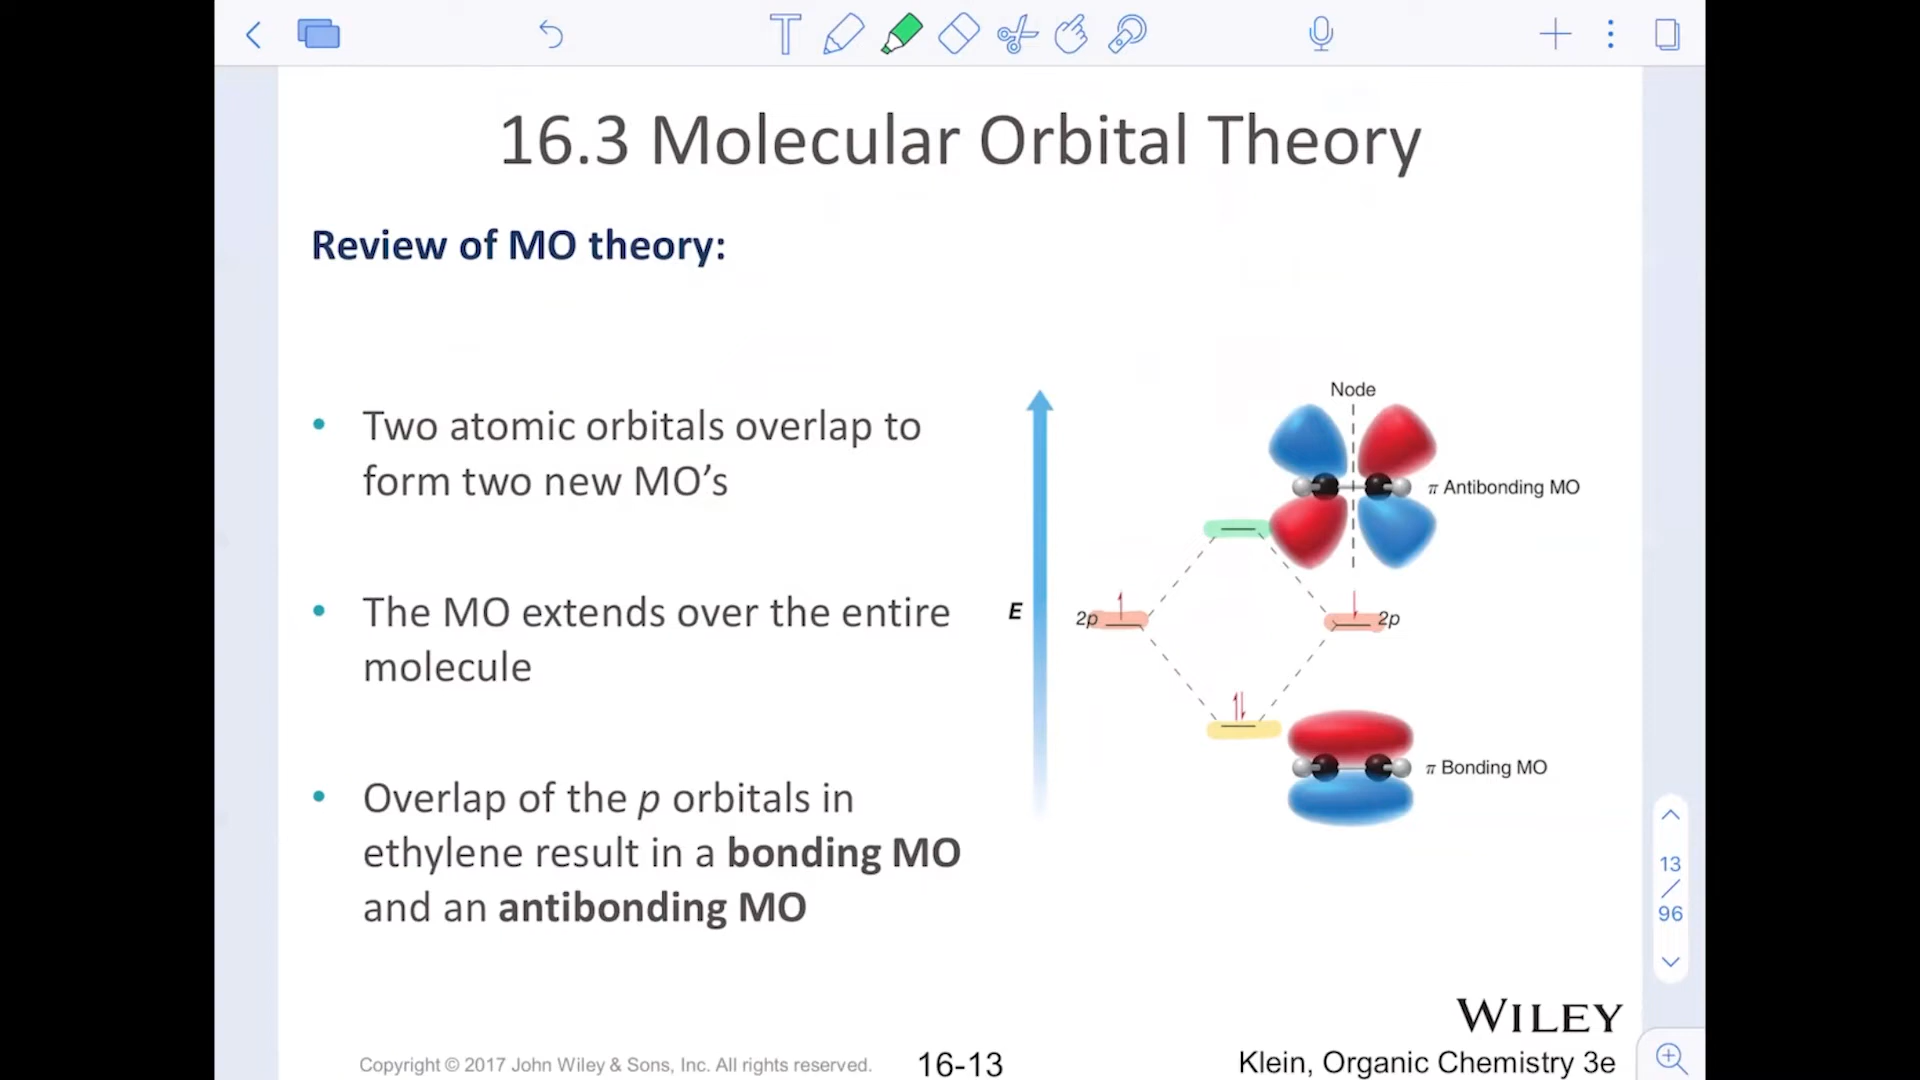 16.3 Molecular Orbital Theory
Review of MO theory:
• Two atomic orbitals overlap to
form two new MO's
• The MO extends over the entire
molecule
• Overlap of the p orbitals in
ethylene result in a bonding MO
and an antibonding MO
Node
π Antibonding MO
E
2p
2p
π Bonding MO
13
/
96
WILEY
Copyright © 2017 John Wiley & Sons, Inc. All rights reserved.
16-13
Klein, Organic Chemistry 3e